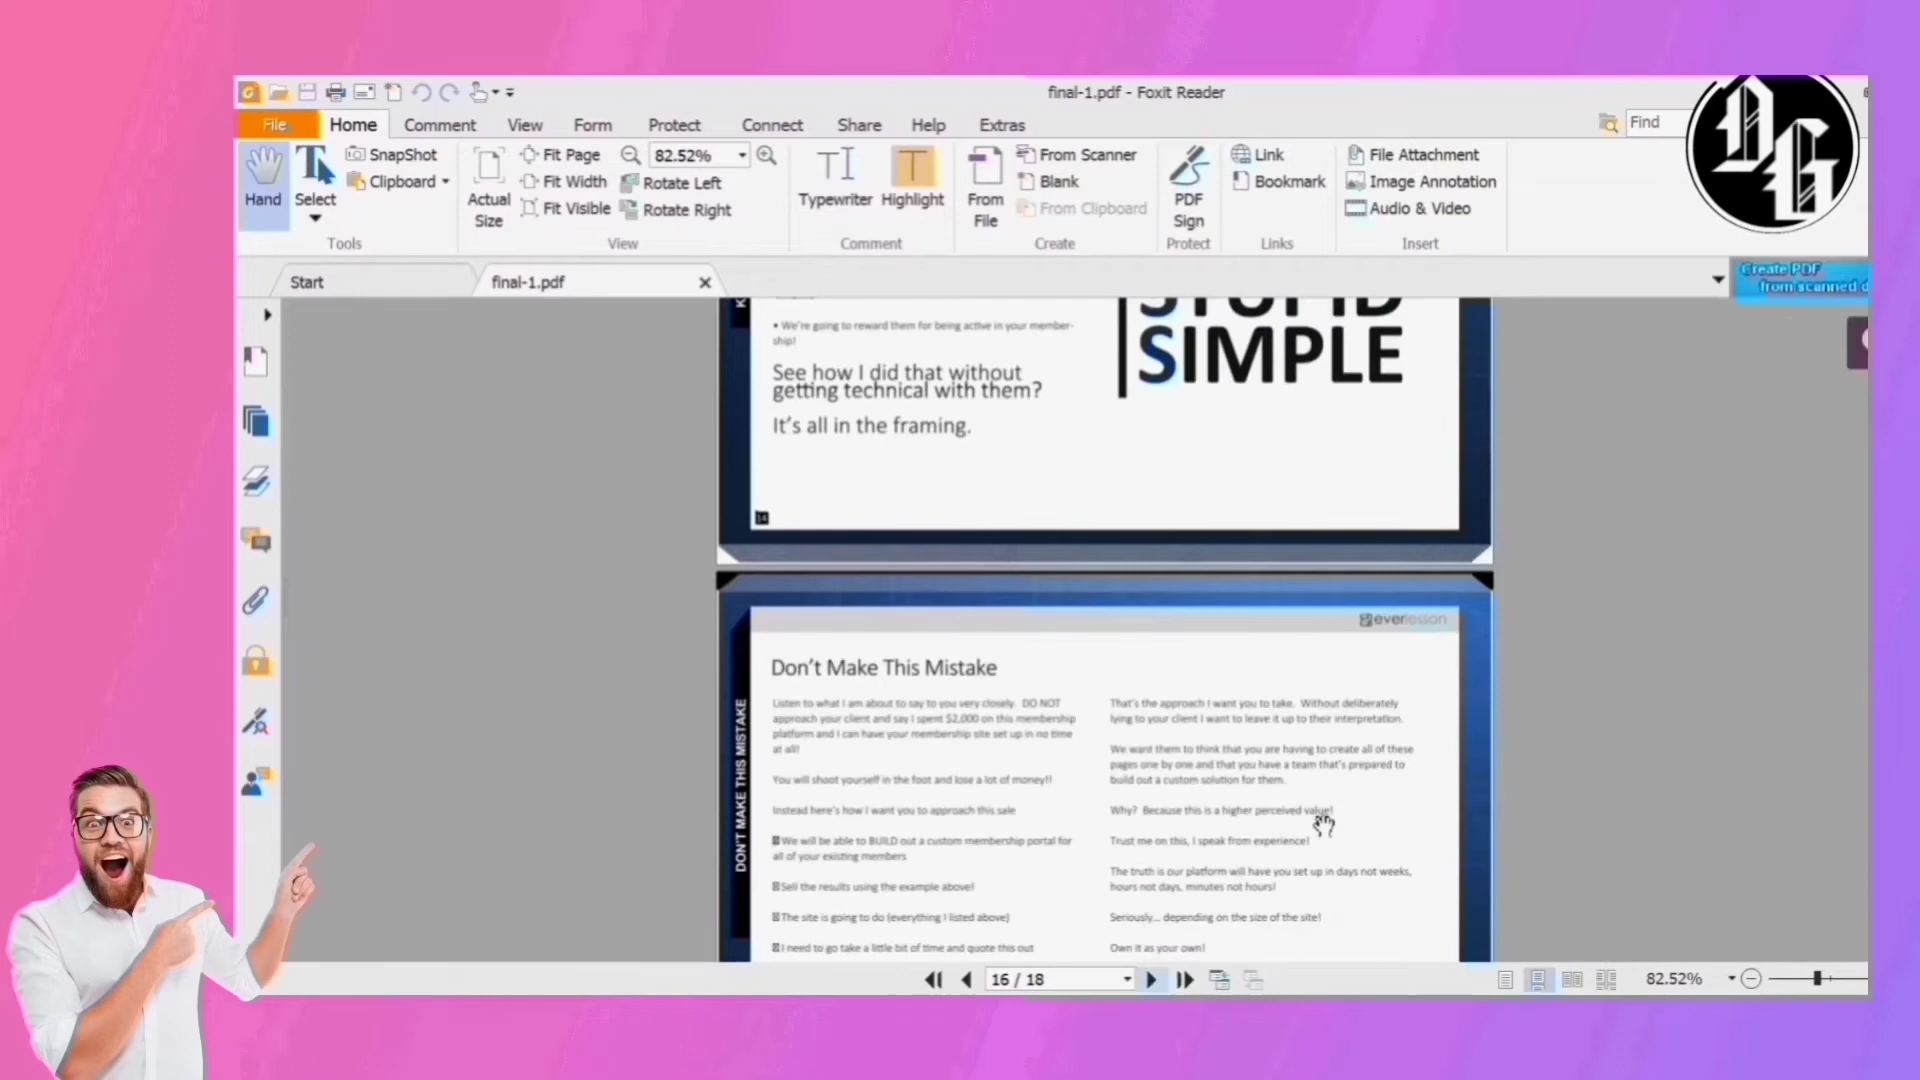 final-1.pdf - Foxit Reader
File Home Comment View Form Protect Connect Share Help Extras
Find
DG
Hand
Select
SnapShot
Clipboard
Tools
Actual
Size
Fit Page
Fit Width
Fit Visible
82.52%
Rotate Left
Rotate Right
View
Typewriter
Highlight
Comment
From
File
From Scanner
Blank
From Clipboard
Create
PDF
Sign
Protect
Link
Bookmark
Links
File Attachment
Image Annotation
Audio & Video
Insert
Start
final-1.pdf
Create PDF
from scanned d
• We're going to reward them for being active in your member-
ship!
See how I did that without
getting technical with them?
It's all in the framing.
STUPID
SIMPLE
14
everlesson
DON'T MAKE THIS MISTAKE
Don't Make This Mistake
Listen to what I am about to say to you very closely. DO NOT
approach your client and say I spent $2,000 on this membership
platform and I can have your membership site set up in no time
at all!
You will shoot yourself in the foot and lose a lot of money!!
Instead here's how I want you to approach this sale
We will be able to BUILD out a custom membership portal for
all of your existing members
Sell the results using the example above!
The site is going to do (everything I listed above)
I need to go take a little bit of time and quote this out
That's the approach I want you to take. Without deliberately
lying to your client I want to leave it up to their interpretation.
We want them to think that you are having to create all of these
pages one by one and that you have a team that's prepared to
build out a custom solution for them.
Why? Because this is a higher perceived value!
Trust me on this, I speak from experience!
The truth is our platform will have you set up in days not weeks,
hours not days, minutes not hours!
Seriously... depending on the size of the site!
Own it as your own!
16 / 18
82.52%